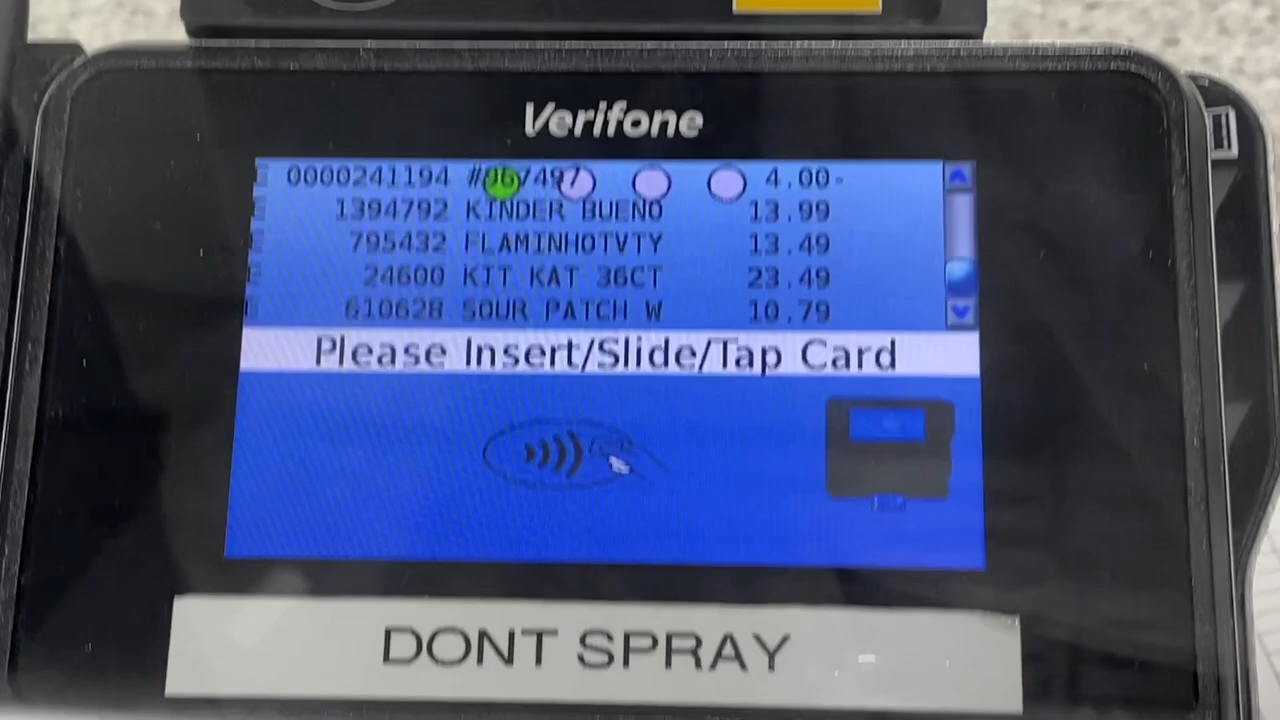 Verifone
E 0000241194 #967497 4.00-
E 1394792 KINDER BUENO 13.99
E 795432 FLAMINHOTVTY 13.49
E 24600 KIT KAT 36CT 23.49
E 610628 SOUR PATCH W 10.79
Please Insert/Slide/Tap Card
DONT SPRAY